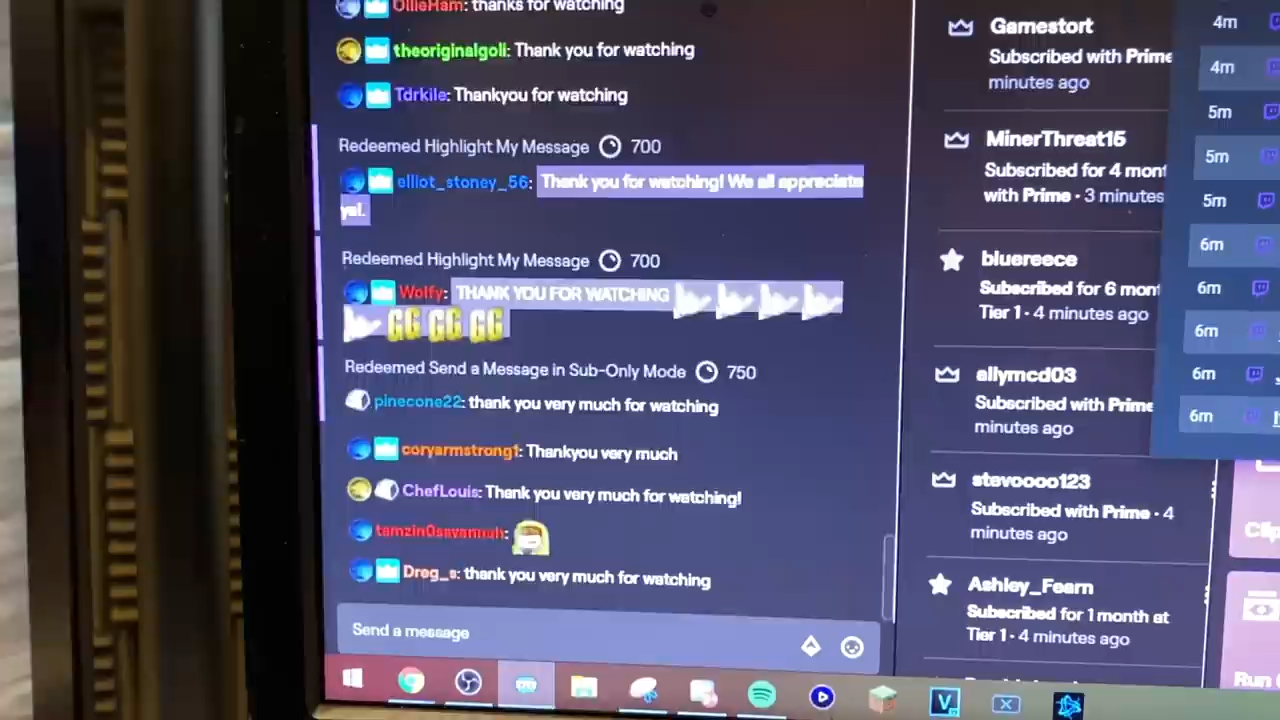 OllieHam: thanks for watching
theoriginalgoli: Thank you for watching
Tdrkile: Thankyou for watching
Redeemed Highlight My Message 700
elliot_stoney_56: Thank you for watching! We all appreciate
ya!.
Redeemed Highlight My Message 700
Wolfy: THANK YOU FOR WATCHING
GG GG GG
Redeemed Send a Message in Sub-Only Mode 750
pinecone22: thank you very much for watching
coryarmstrong1: Thankyou very much
ChefLouis: Thank you very much for watching!
Drog_s: thank you very much for watching
Send a message
Gamestort
Subscribed with Prime
minutes ago
MinerThreat15
Subscribed for 4 mont
with Prime · 3 minutes
bluereece
Subscribed for 6 mont
Tier 1 · 4 minutes ago
allymcd03
Subscribed with Prime
minutes ago
stevoooo123
Subscribed with Prime · 4
minutes ago
Ashley_Fearn
Subscribed for 1 month at
Tier 1 · 4 minutes ago
4m
4m
5m
5m
5m
6m
6m
6m
6m
6m
Clip
Run
V